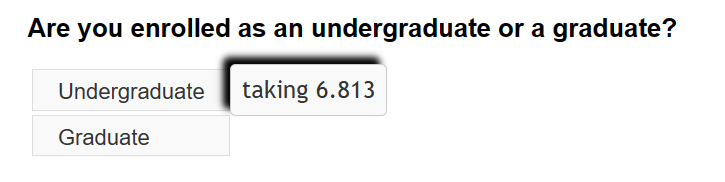 Are you enrolled as an undergraduate or a graduate?
Undergraduate
taking 6.813
Graduate